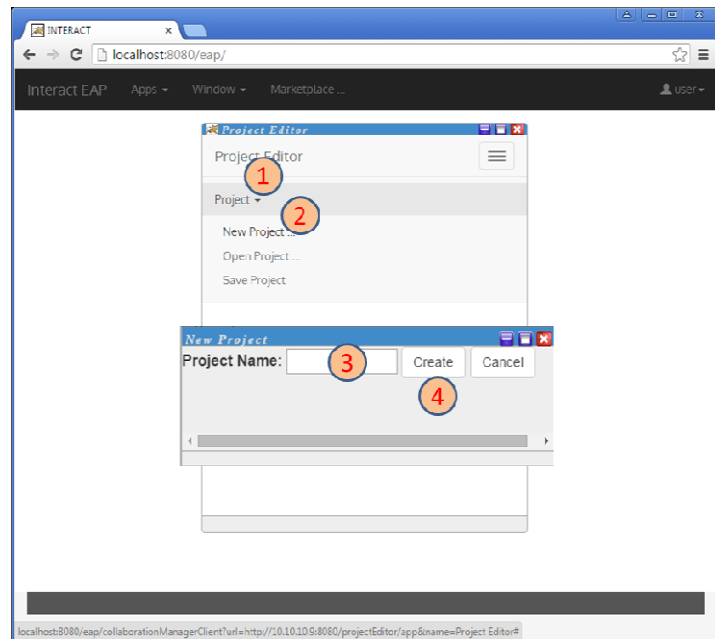 INTERACT
localhost:8080/eap/
Interact EAP Apps Window Marketplace ... user
Project Editor
Project Editor
1
Project
2
New Project ...
Open Project ...
Save Project
New Project
Project Name: 3 Create Cancel
4
localhost:8080/eap/collaborationManagerClient?url=http://10.10.10.9:8080/projectEditor/app&name=Project Editor#